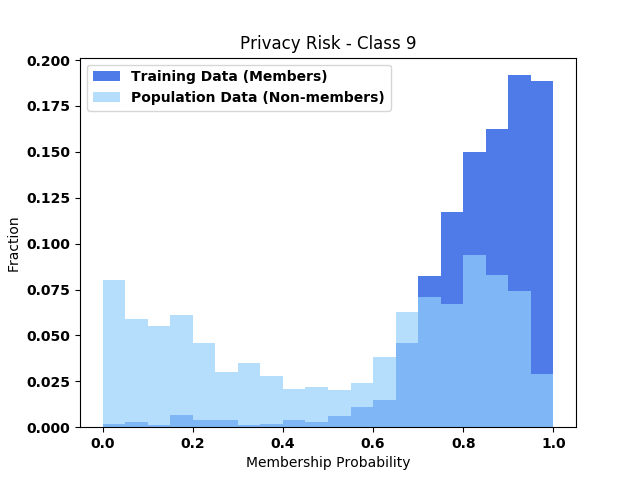 Privacy Risk - Class 9
Training Data (Members)
Population Data (Non-members)
0.200
0.175
0.150
0.125
0.100
0.075
0.050
0.025
0.000
Fraction
0.0 0.2 0.4 0.6 0.8 1.0
Membership Probability